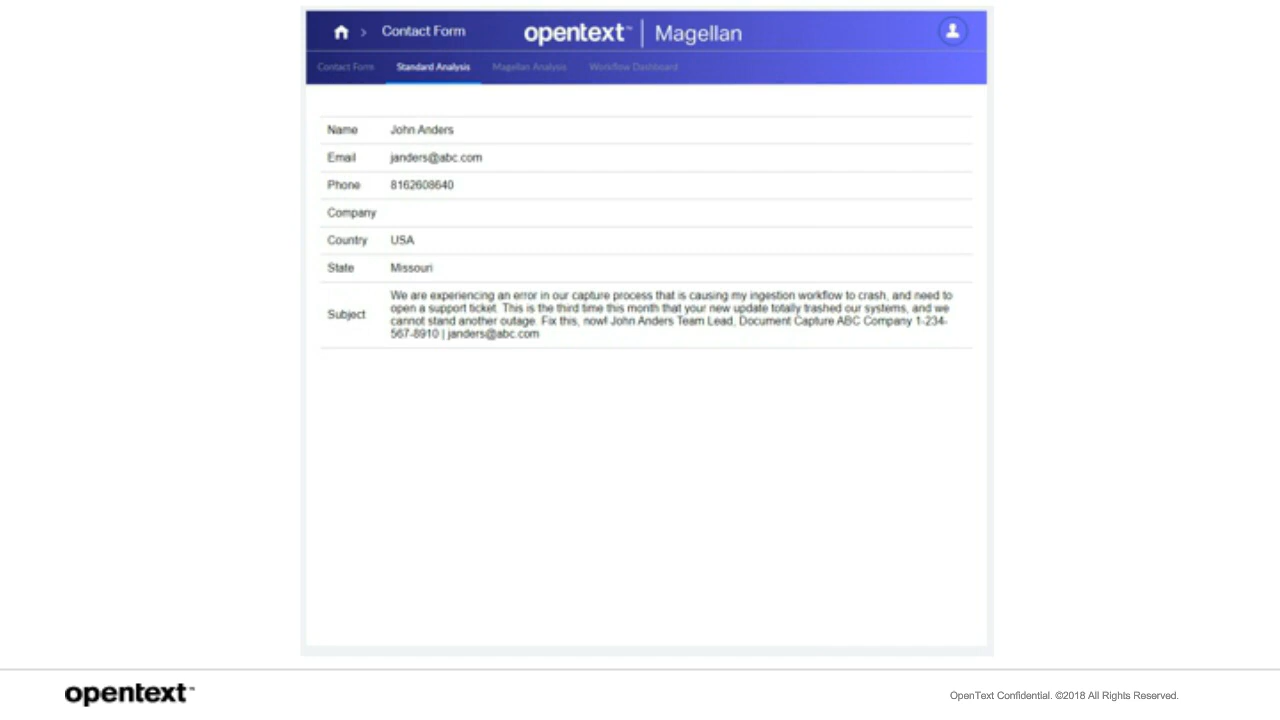 > Contact Form opentext™ | Magellan
Contact Form Standard Analysis Magellan Analysis Workflow Dashboard
Name John Anders
Email janders@abc.com
Phone 8162608640
Company
Country USA
State Missouri
Subject We are experiencing an error in our capture process that is causing my ingestion workflow to crash, and need to
open a support ticket. This is the third time this month that your new update totally trashed our systems, and we
cannot stand another outage. Fix this, now! John Anders Team Lead, Document Capture ABC Company 1-234-
567-8910 | janders@abc.com
opentext™ OpenText Confidential. ©2018 All Rights Reserved.